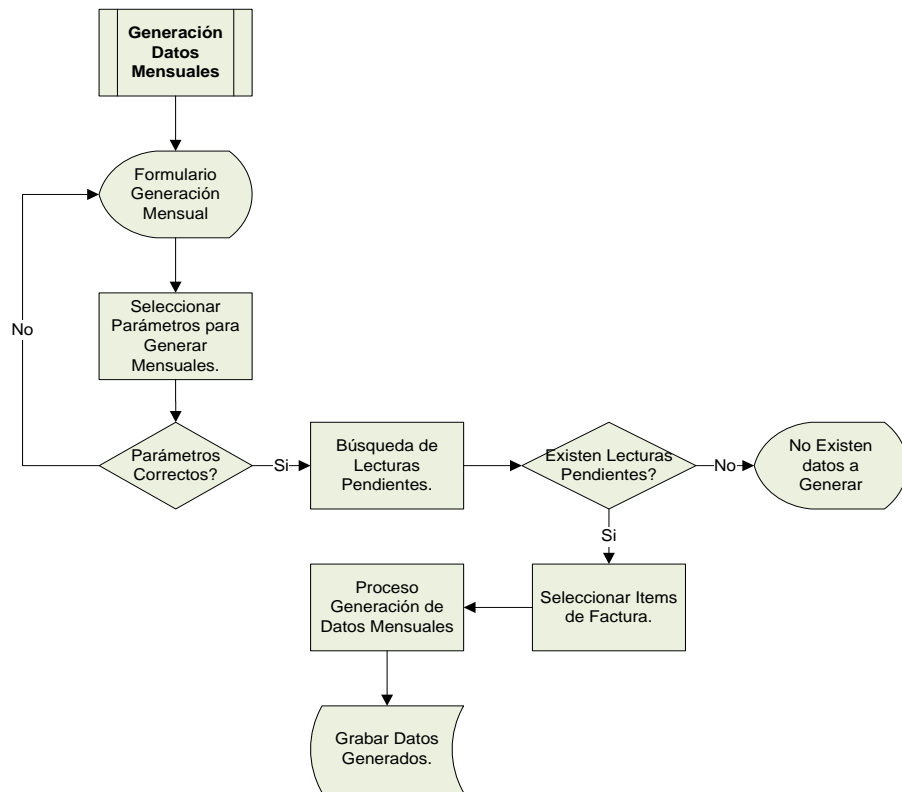 Generación
Datos
Mensuales
Formulario
Generación
Mensual
Seleccionar
Parámetros para
Generar
Mensuales.
No
Parámetros
Correctos?
Si
Búsqueda de
Lecturas
Pendientes.
Existen Lecturas
Pendientes?
No
No Existen
datos a
Generar
Si
Seleccionar Items
de Factura.
Proceso
Generación de
Datos Mensuales
Grabar Datos
Generados.